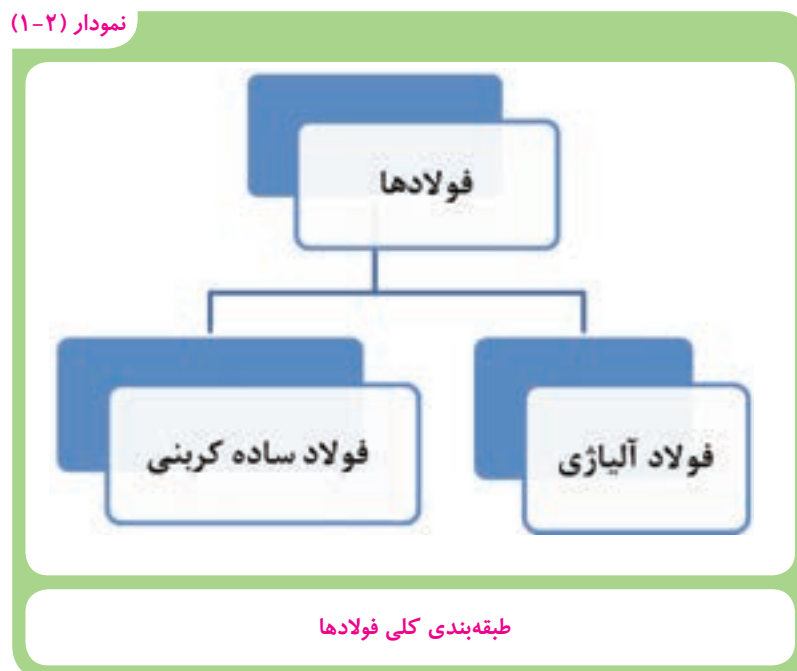 نمودار (۲-۱)
فولادها
فولاد آلیاژی
فولاد ساده کربنی
طبقه‌بندی کلی فولادها